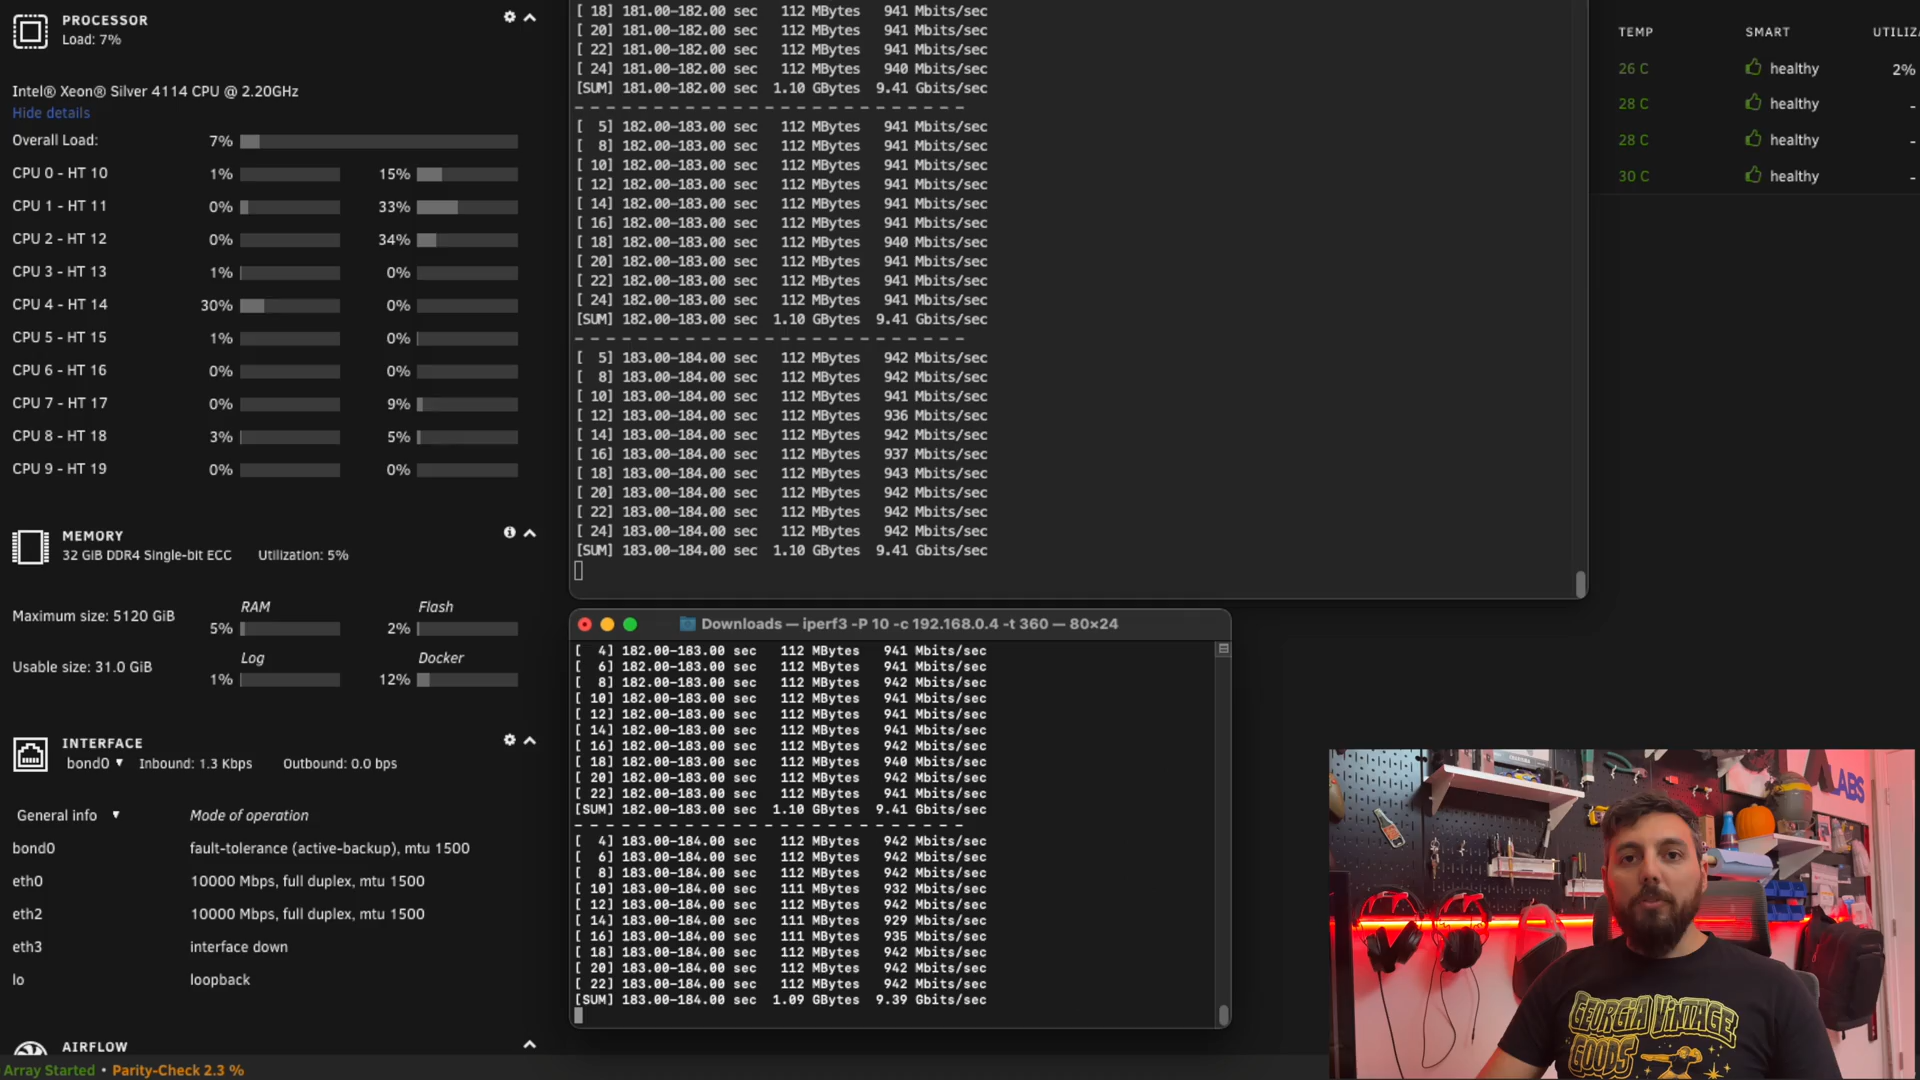 PROCESSOR
Load: 7%
Intel® Xeon® Silver 4114 CPU @ 2.20GHz
Hide details
Overall Load: 7%
CPU 0 - HT 10 1% 15%
CPU 1 - HT 11 0% 33%
CPU 2 - HT 12 0% 34%
CPU 3 - HT 13 1% 0%
CPU 4 - HT 14 30% 0%
CPU 5 - HT 15 1% 0%
CPU 6 - HT 16 0% 0%
CPU 7 - HT 17 0% 9%
CPU 8 - HT 18 3% 5%
CPU 9 - HT 19 0% 0%
MEMORY
32 GiB DDR4 Single-bit ECC Utilization: 5%
RAM Flash
Maximum size: 5120 GiB 5% 2%
Log Docker
Usable size: 31.0 GiB 1% 12%
INTERFACE
bond0 Inbound: 1.3 Kbps Outbound: 0.0 bps
General info Mode of operation
bond0 fault-tolerance (active-backup), mtu 1500
eth0 10000 Mbps, full duplex, mtu 1500
eth2 10000 Mbps, full duplex, mtu 1500
eth3 interface down
lo loopback
AIRFLOW
Array Started • Parity-Check 2.3 %
[ 18] 181.00-182.00 sec 112 MBytes 941 Mbits/sec
[ 20] 181.00-182.00 sec 112 MBytes 941 Mbits/sec
[ 22] 181.00-182.00 sec 112 MBytes 941 Mbits/sec
[ 24] 181.00-182.00 sec 112 MBytes 940 Mbits/sec
[SUM] 181.00-182.00 sec 1.10 GBytes 9.41 Gbits/sec
- - - - - - - - - - - - - - - - - - - - - - - - -
[ 5] 182.00-183.00 sec 112 MBytes 941 Mbits/sec
[ 8] 182.00-183.00 sec 112 MBytes 941 Mbits/sec
[ 10] 182.00-183.00 sec 112 MBytes 941 Mbits/sec
[ 12] 182.00-183.00 sec 112 MBytes 941 Mbits/sec
[ 14] 182.00-183.00 sec 112 MBytes 941 Mbits/sec
[ 16] 182.00-183.00 sec 112 MBytes 941 Mbits/sec
[ 18] 182.00-183.00 sec 112 MBytes 940 Mbits/sec
[ 20] 182.00-183.00 sec 112 MBytes 941 Mbits/sec
[ 22] 182.00-183.00 sec 112 MBytes 941 Mbits/sec
[ 24] 182.00-183.00 sec 112 MBytes 941 Mbits/sec
[SUM] 182.00-183.00 sec 1.10 GBytes 9.41 Gbits/sec
- - - - - - - - - - - - - - - - - - - - - - - - -
[ 5] 183.00-184.00 sec 112 MBytes 942 Mbits/sec
[ 8] 183.00-184.00 sec 112 MBytes 942 Mbits/sec
[ 10] 183.00-184.00 sec 112 MBytes 941 Mbits/sec
[ 12] 183.00-184.00 sec 112 MBytes 936 Mbits/sec
[ 14] 183.00-184.00 sec 112 MBytes 942 Mbits/sec
[ 16] 183.00-184.00 sec 112 MBytes 937 Mbits/sec
[ 18] 183.00-184.00 sec 112 MBytes 943 Mbits/sec
[ 20] 183.00-184.00 sec 112 MBytes 942 Mbits/sec
[ 22] 183.00-184.00 sec 112 MBytes 942 Mbits/sec
[ 24] 183.00-184.00 sec 112 MBytes 942 Mbits/sec
[SUM] 183.00-184.00 sec 1.10 GBytes 9.41 Gbits/sec
Downloads — iperf3 -P 10 -c 192.168.0.4 -t 360 — 80×24
[ 4] 182.00-183.00 sec 112 MBytes 941 Mbits/sec
[ 6] 182.00-183.00 sec 112 MBytes 941 Mbits/sec
[ 8] 182.00-183.00 sec 112 MBytes 942 Mbits/sec
[ 10] 182.00-183.00 sec 112 MBytes 941 Mbits/sec
[ 12] 182.00-183.00 sec 112 MBytes 941 Mbits/sec
[ 14] 182.00-183.00 sec 112 MBytes 941 Mbits/sec
[ 16] 182.00-183.00 sec 112 MBytes 942 Mbits/sec
[ 18] 182.00-183.00 sec 112 MBytes 940 Mbits/sec
[ 20] 182.00-183.00 sec 112 MBytes 942 Mbits/sec
[ 22] 182.00-183.00 sec 112 MBytes 941 Mbits/sec
[SUM] 182.00-183.00 sec 1.10 GBytes 9.41 Gbits/sec
- - - - - - - - - - - - - - - - - - - - - - - - -
[ 4] 183.00-184.00 sec 112 MBytes 942 Mbits/sec
[ 6] 183.00-184.00 sec 112 MBytes 942 Mbits/sec
[ 8] 183.00-184.00 sec 112 MBytes 942 Mbits/sec
[ 10] 183.00-184.00 sec 111 MBytes 932 Mbits/sec
[ 12] 183.00-184.00 sec 112 MBytes 942 Mbits/sec
[ 14] 183.00-184.00 sec 111 MBytes 929 Mbits/sec
[ 16] 183.00-184.00 sec 111 MBytes 935 Mbits/sec
[ 18] 183.00-184.00 sec 112 MBytes 942 Mbits/sec
[ 20] 183.00-184.00 sec 112 MBytes 942 Mbits/sec
[ 22] 183.00-184.00 sec 112 MBytes 942 Mbits/sec
[SUM] 183.00-184.00 sec 1.09 GBytes 9.39 Gbits/sec
TEMP SMART UTILIZA
26 C healthy 2%
28 C healthy -
28 C healthy -
30 C healthy -
LABS
GEORGIA VINTAGE
GOODS